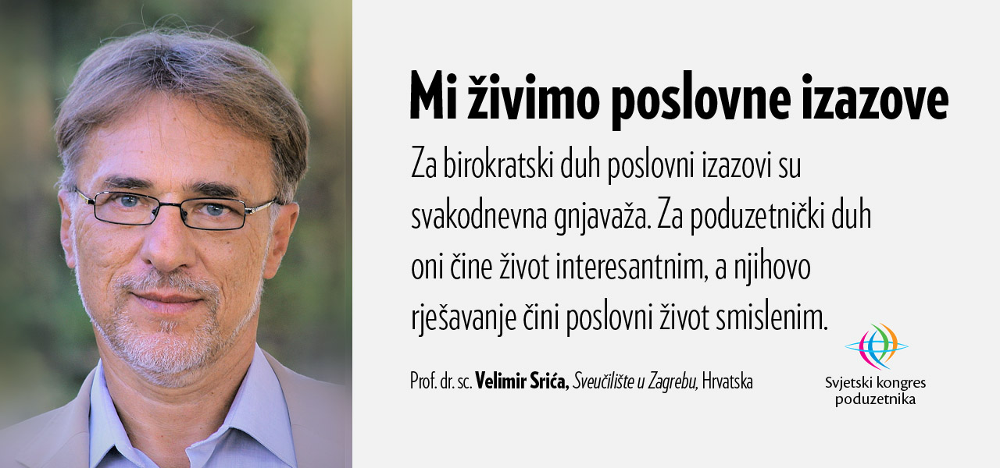 Mi živimo poslovne izazove
Za birokratski duh poslovni izazovi su
svakodnevna gnjavaža. Za poduzetnički duh
oni čine život interesantnim, a njihovo
rješavanje čini poslovni život smislenim.
Prof. dr. sc. Velimir Srića, Sveučilište u Zagrebu, Hrvatska
Svjetski kongres
poduzetnika